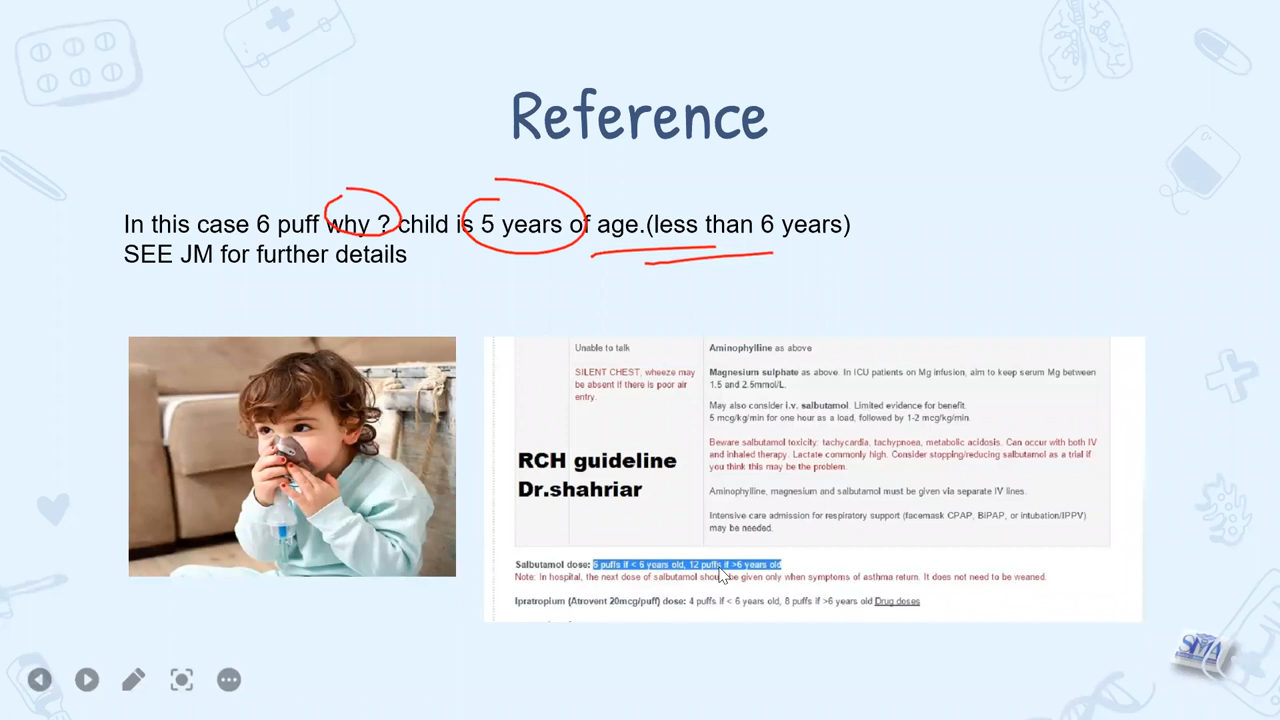 Reference
In this case 6 puff why ? child is 5 years of age.(less than 6 years)
SEE JM for further details
Unable to talk
SILENT CHEST, wheeze may
be absent if there is poor air
entry.
RCH guideline
Dr.shahriar
Aminophylline as above
Magnesium sulphate as above. In ICU patients on Mg infusion, aim to keep serum Mg between
1.5 and 2.5mmol/L.
May also consider i.v. salbutamol. Limited evidence for benefit.
5 mcg/kg/min for one hour as a load, followed by 1-2 mcg/kg/min.
Beware salbutamol toxicity: tachycardia, tachypnoea, metabolic acidosis. Can occur with both IV
and inhaled therapy. Lactate commonly high. Consider stopping/reducing salbutamol as a trial if
you think this may be the problem.
Aminophylline, magnesium and salbutamol must be given via separate IV lines.
Intensive care admission for respiratory support (facemask CPAP, BiPAP, or intubation/IPPV)
may be needed.
Salbutamol dose: 6 puffs if < 6 years old, 12 puffs if >6 years old
Note: In hospital, the next dose of salbutamol should be given only when symptoms of asthma return. It does not need to be weaned.
Ipratropium (Atrovent 20mcg/puff) dose: 4 puffs if < 6 years old, 8 puffs if >6 years old Drug doses